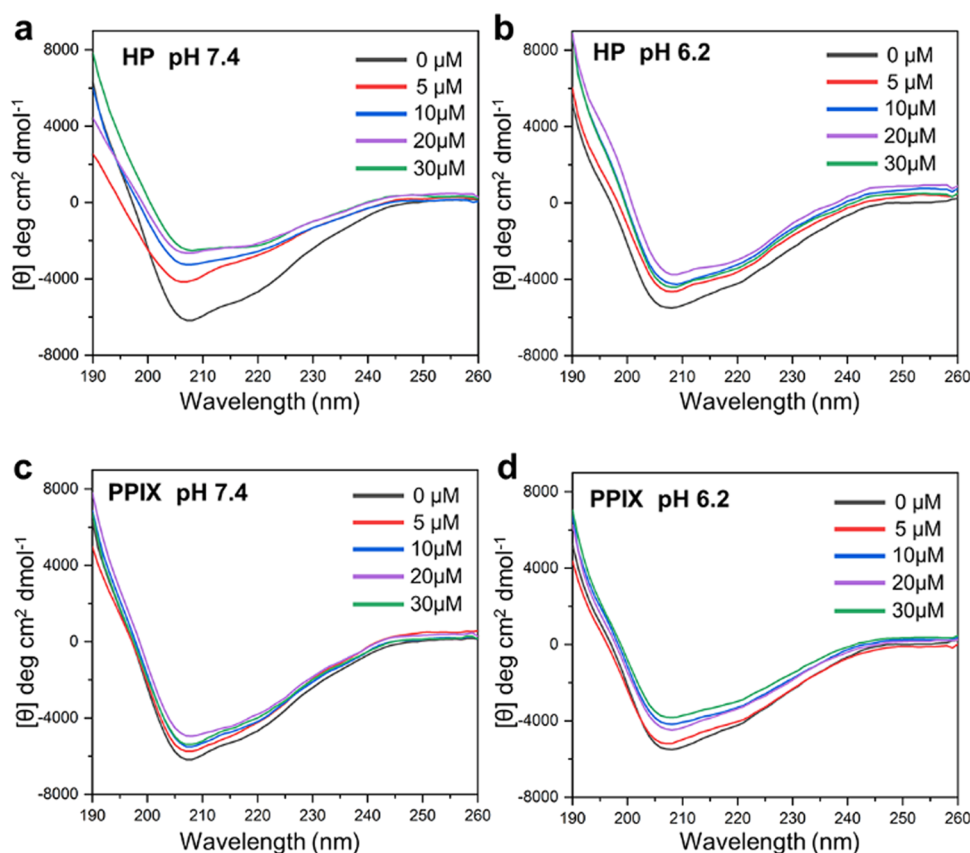 a
HP pH 7.4
0 µM
5 µM
10µM
20µM
30µM
8000
4000
0
-4000
-8000
[θ] deg cm² dmol⁻¹
190 200 210 220 230 240 250 260
Wavelength (nm)
b
HP pH 6.2
0 µM
5 µM
10µM
20µM
30µM
8000
4000
0
-4000
-8000
[θ] deg cm² dmol⁻¹
190 200 210 220 230 240 250 260
Wavelength (nm)
c
PPIX pH 7.4
0 µM
5 µM
10µM
20µM
30µM
8000
4000
0
-4000
-8000
[θ] deg cm² dmol⁻¹
190 200 210 220 230 240 250 260
Wavelength (nm)
d
PPIX pH 6.2
0 µM
5 µM
10µM
20µM
30µM
8000
4000
0
-4000
-8000
[θ] deg cm² dmol⁻¹
190 200 210 220 230 240 250 260
Wavelength (nm)